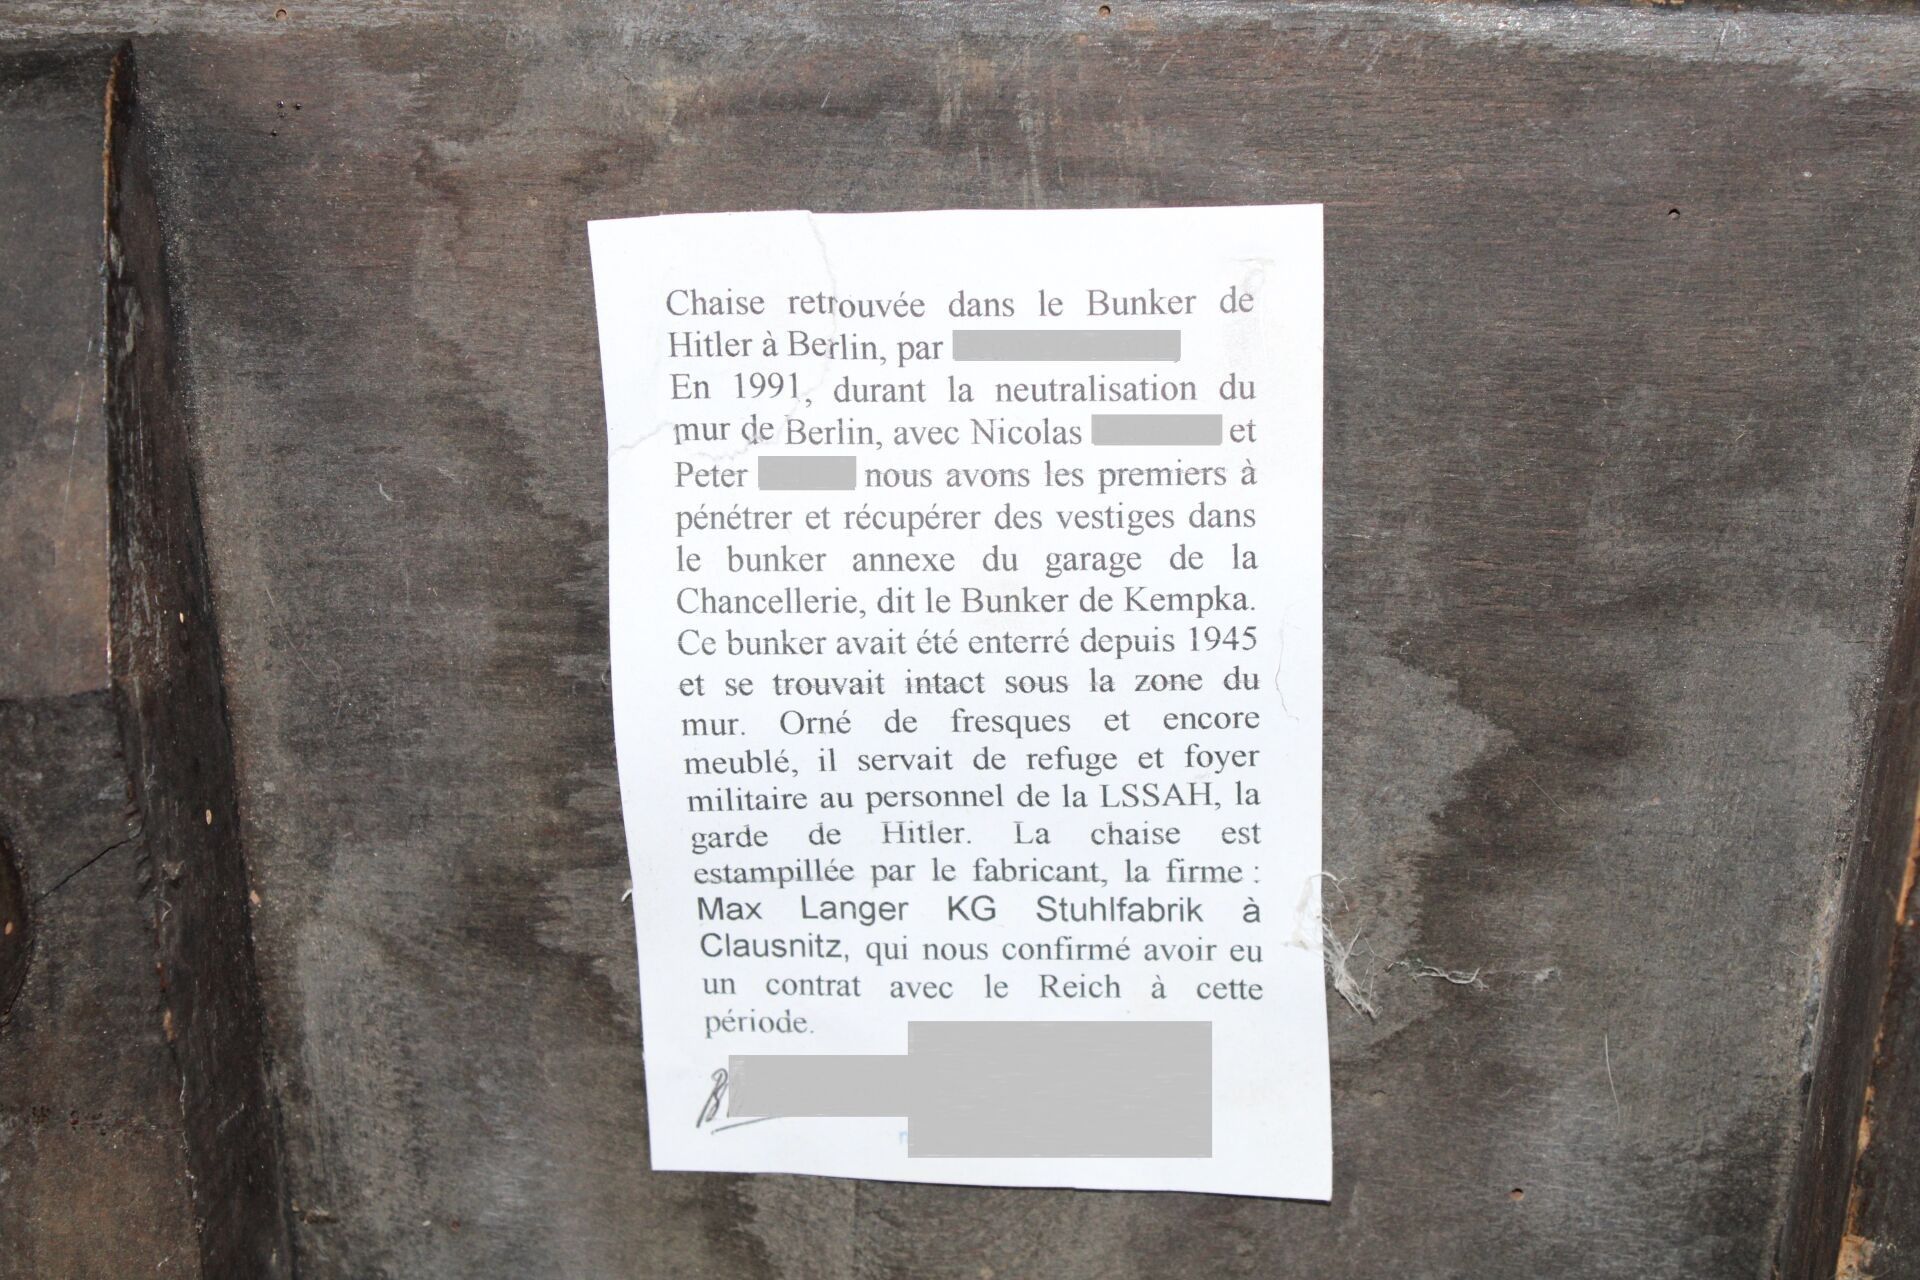 Chaise retrouvée dans le Bunker de
Hitler à Berlin, par
En 1991, durant la neutralisation du
mur de Berlin, avec Nicolas et
Peter nous avons les premiers à
pénétrer et récupérer des vestiges dans
le bunker annexe du garage de la
Chancellerie, dit le Bunker de Kempka.
Ce bunker avait été enterré depuis 1945
et se trouvait intact sous la zone du
mur. Orné de fresques et encore
meublé, il servait de refuge et foyer
militaire au personnel de la LSSAH, la
garde de Hitler. La chaise est
estampillée par le fabricant, la firme :
Max Langer KG Stuhlfabrik à
Clausnitz, qui nous confirmé avoir eu
un contrat avec le Reich à cette
période.